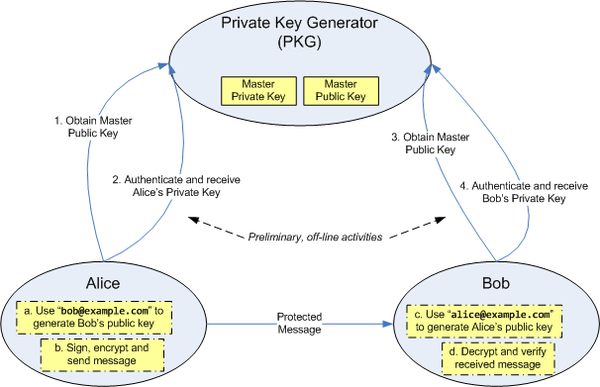 Private Key Generator
(PKG)
Master
Private Key
Master
Public Key
1. Obtain Master
Public Key
2. Authenticate and receive
Alice's Private Key
3. Obtain Master
Public Key
4. Authenticate and receive
Bob's Private Key
Preliminary, off-line activities
Alice
a. Use "bob@example.com" to
generate Bob's public key
b. Sign, encrypt and
send message
Protected
Message
Bob
c. Use "alice@example.com"
to generate Alice's public key
d. Decrypt and verify
received message